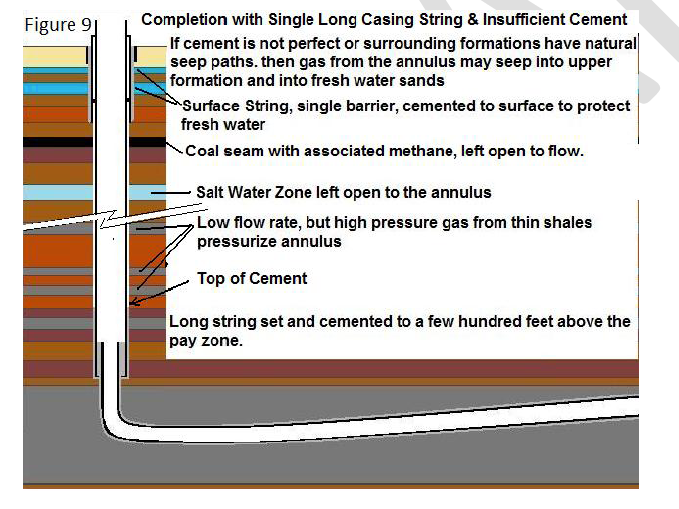 Figure 9
Completion with Single Long Casing String & Insufficient Cement
If cement is not perfect or surrounding formations have natural
seep paths. then gas from the annulus may seep into upper
formation and into fresh water sands
Surface String, single barrier, cemented to surface to protect
fresh water
Coal seam with associated methane, left open to flow.
Salt Water Zone left open to the annulus
Low flow rate, but high pressure gas from thin shales
pressurize annulus
Top of Cement
Long string set and cemented to a few hundred feet above the
pay zone.